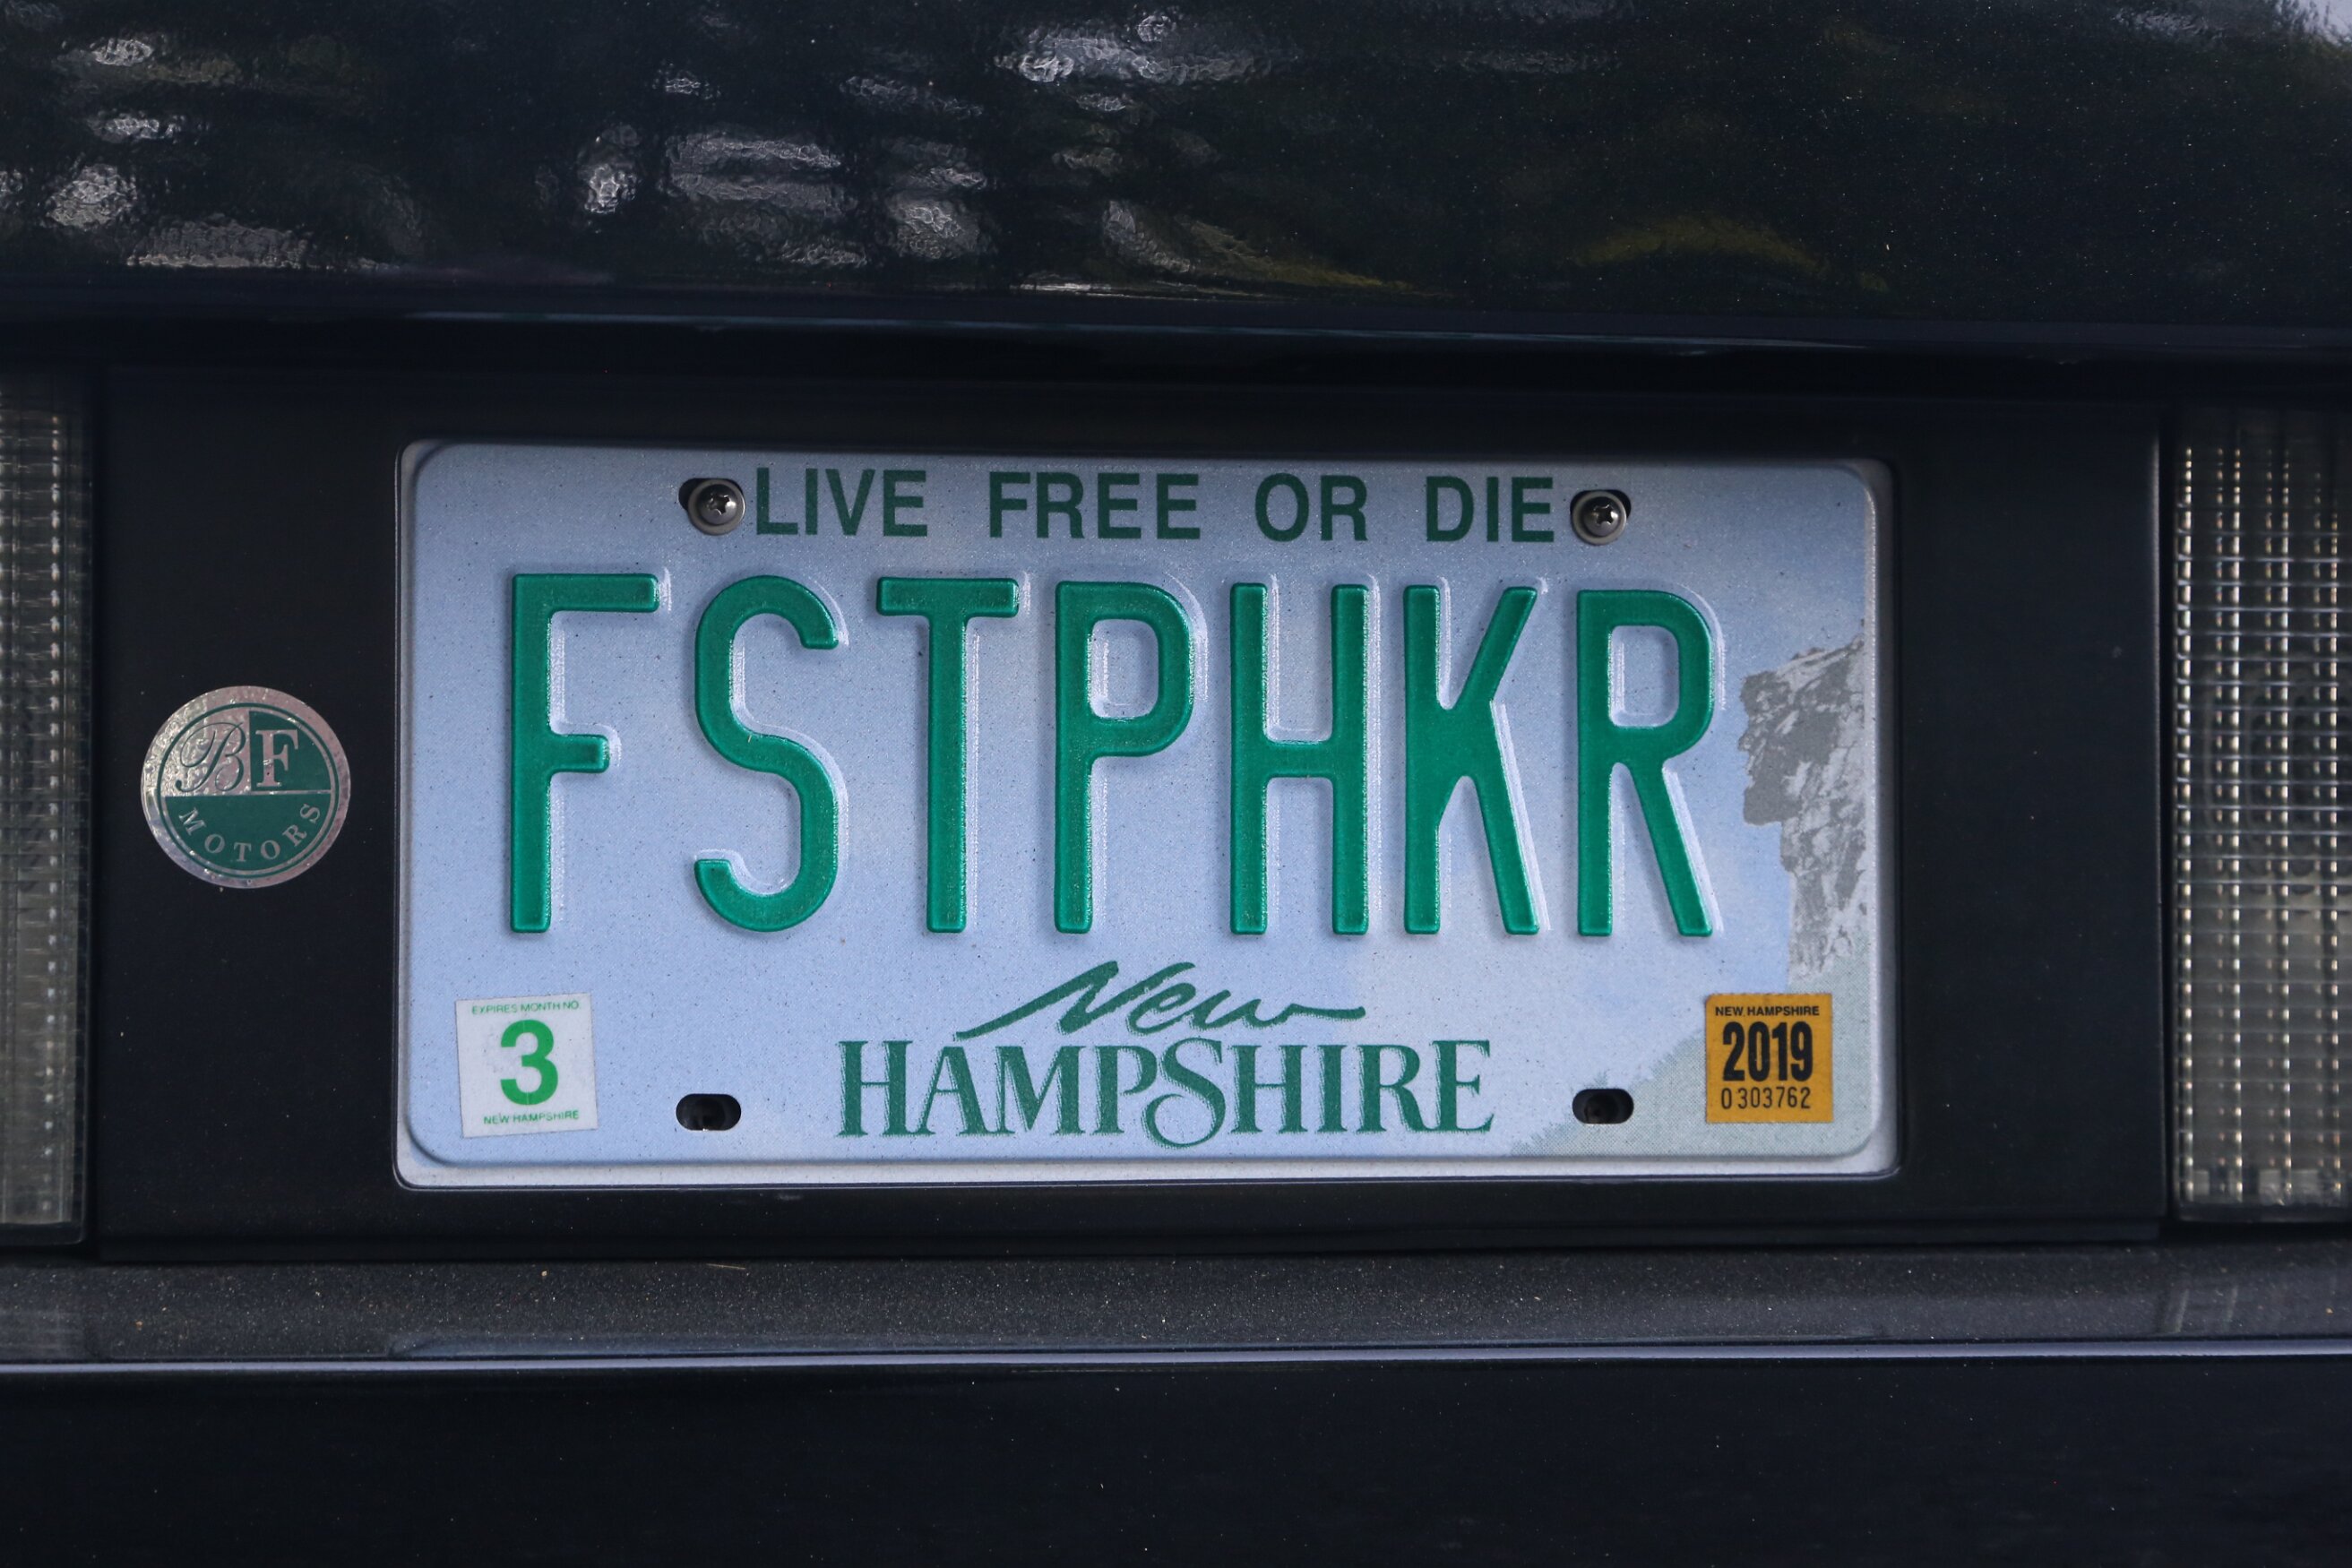 LIVE FREE OR DIE
FSTPHKR
BF
MOTORS
EXPIRES MONTH NO.
3
NEW HAMPSHIRE
New
HAMPSHIRE
NEW HAMPSHIRE
2019
0303762